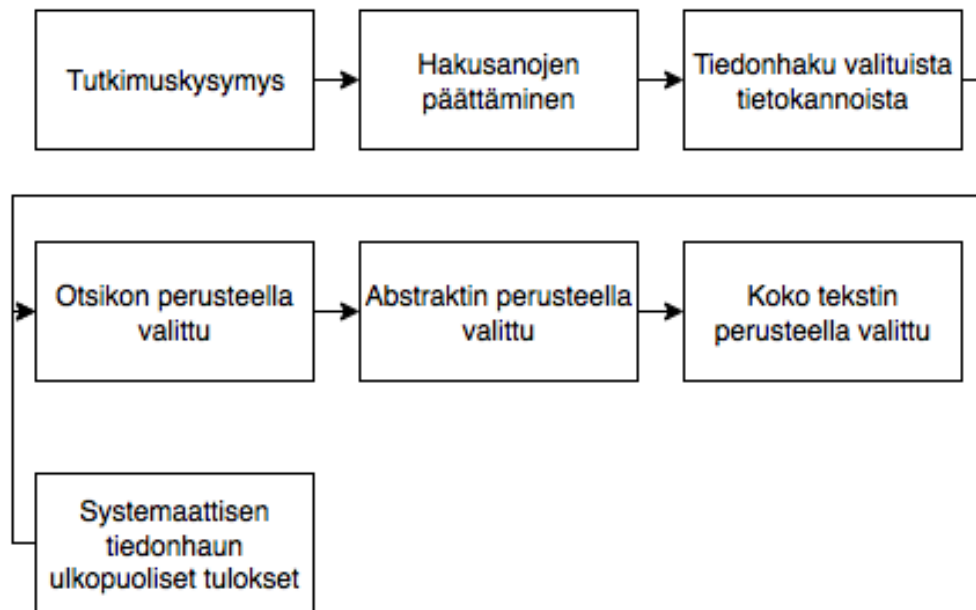 Tutkimuskysymys
Hakusanojen
päättäminen
Tiedonhaku valituista
tietokannoista
Otsikon perusteella
valittu
Abstraktin perusteella
valittu
Koko tekstin
perusteella valittu
Systemaattisen
tiedonhaun
ulkopuoliset tulokset